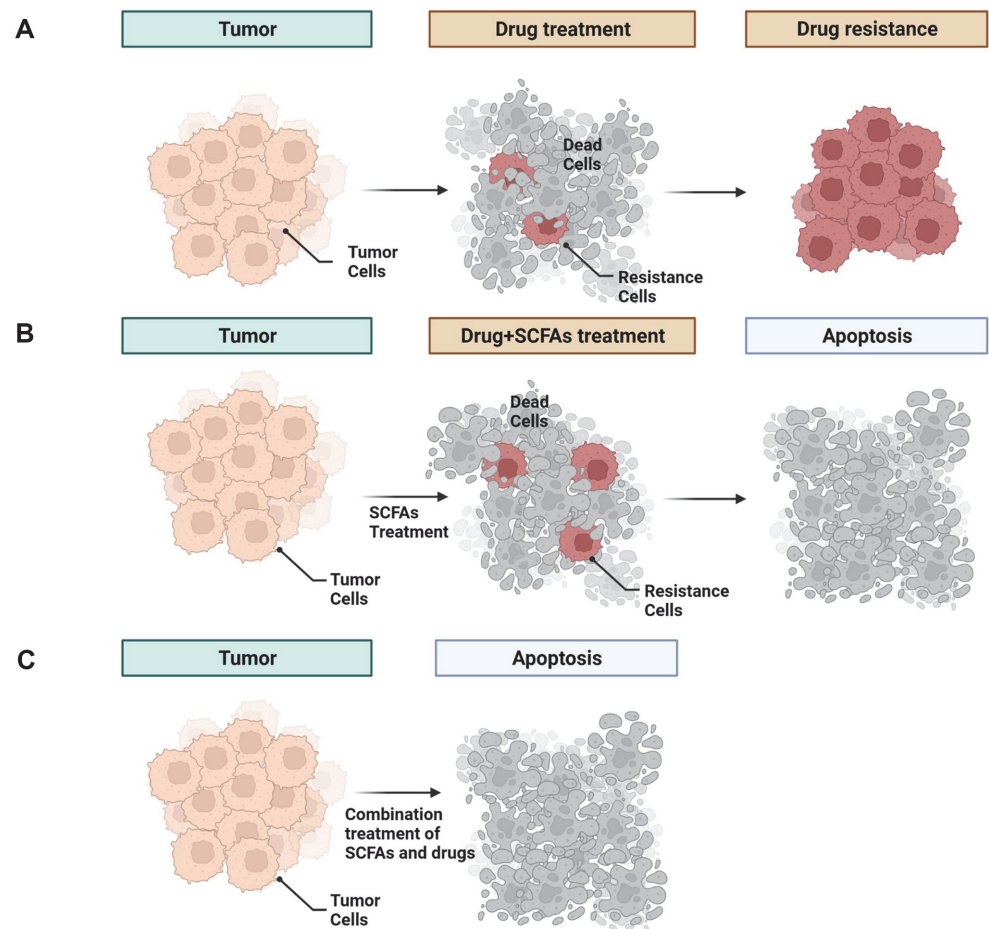 A
Tumor
Drug treatment
Drug resistance
Dead
Cells
Tumor
Cells
Resistance
Cells
B
Tumor
Drug+SCFAs treatment
Apoptosis
Dead
Cells
SCFAs
Treatment
Tumor
Cells
Resistance
Cells
C
Tumor
Apoptosis
Combination
treatment of
SCFAs and drugs
Tumor
Cells